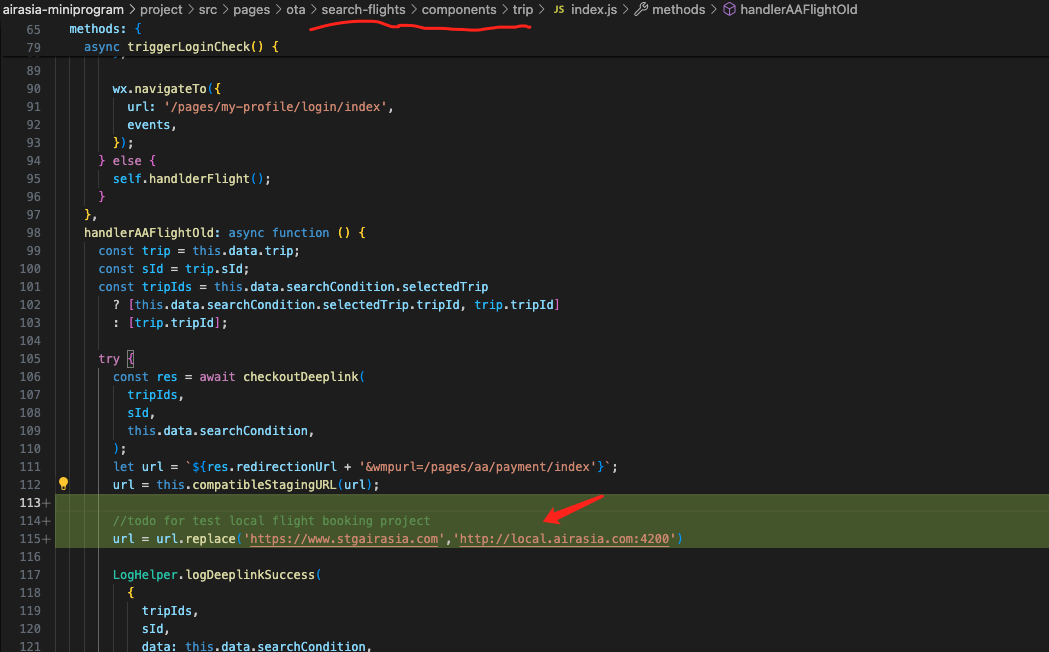 airasia-miniprogram > project > src > pages > ota > search-flights > components > trip > JS index.js > methods > handlerAAFlightOld
65 methods: {
79 async triggerLoginCheck() {
89
90 wx.navigateTo({
91 url: '/pages/my-profile/login/index',
92 events,
93 });
94 } else {
95 self.handlderFlight();
96 }
97 },
98 handlerAAFlightOld: async function () {
99 const trip = this.data.trip;
100 const sId = trip.sId;
101 const tripIds = this.data.searchCondition.selectedTrip
102 ? [this.data.searchCondition.selectedTrip.tripId, trip.tripId]
103 : [trip.tripId];
104
105 try {
106 const res = await checkoutDeeplink(
107 tripIds,
108 sId,
109 this.data.searchCondition,
110 );
111 let url = `${res.redirectionUrl + '&wmpurl=/pages/aa/payment/index'}`;
112 url = this.compatibleStagingURL(url);
113+
114+ //todo for test local flight booking project
115+ url = url.replace('https://www.stgairasia.com','http://local.airasia.com:4200')
116
117 LogHelper.logDeeplinkSuccess(
118 {
119 tripIds,
120 sId,
121 data: this.data.searchCondition,